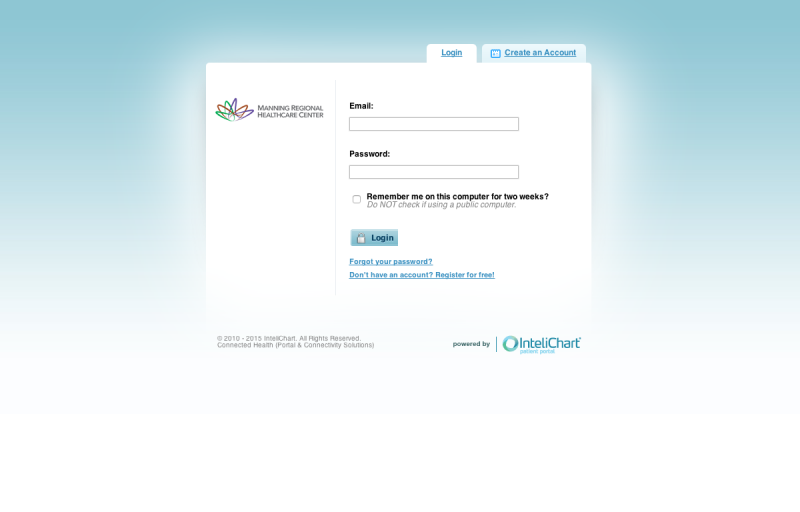 Login
Create an Account
MANNING REGIONAL
HEALTHCARE CENTER
Email:
Password:
Remember me on this computer for two weeks?
Do NOT check if using a public computer.
Login
Forgot your password?
Don't have an account? Register for free!
© 2010 - 2015 InteliChart. All Rights Reserved.
Connected Health (Portal & Connectivity Solutions)
powered by
InteliChart
patient portal